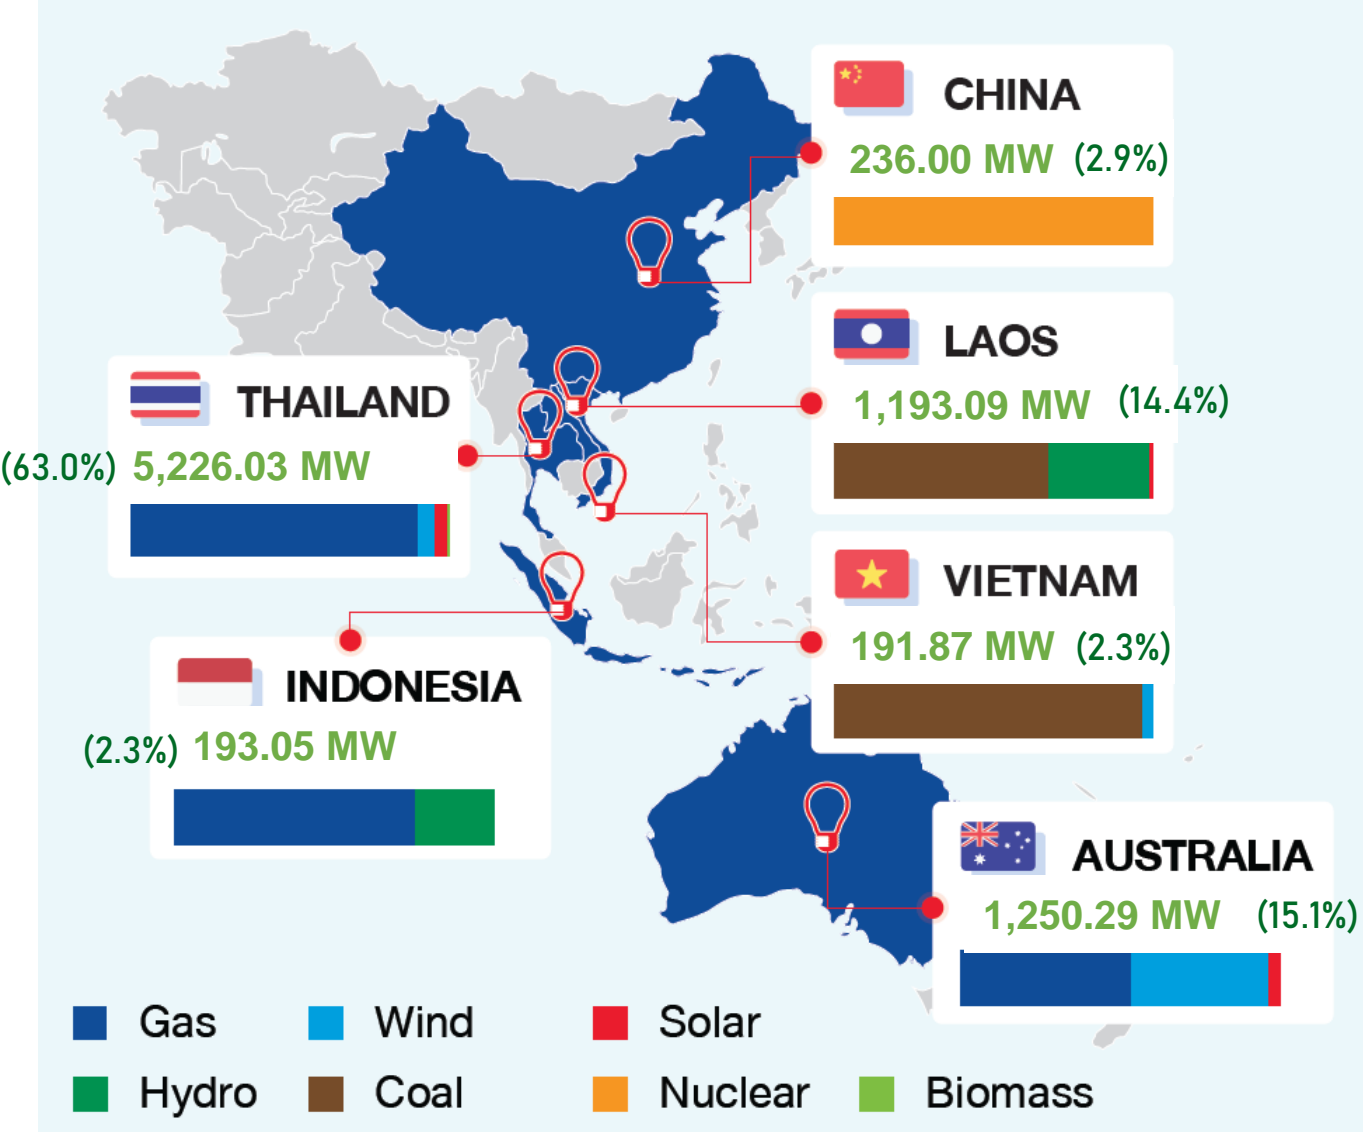 CHINA
236.00 MW (2.9%)
LAOS
1,193.09 MW (14.4%)
THAILAND
(63.0%) 5,226.03 MW
VIETNAM
191.87 MW (2.3%)
INDONESIA
(2.3%) 193.05 MW
AUSTRALIA
1,250.29 MW (15.1%)
Gas Wind Solar
Hydro Coal Nuclear Biomass